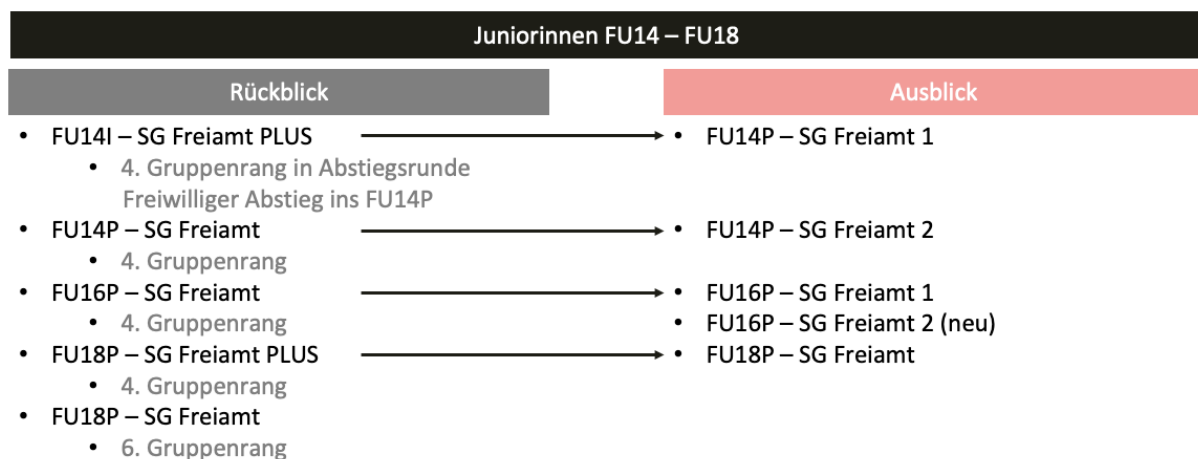 Juniorinnen FU14 – FU18
Rückblick
• FU14I – SG Freiamt PLUS
• 4. Gruppenrang in Abstiegsrunde
Freiwilliger Abstieg ins FU14P
• FU14P – SG Freiamt
• 4. Gruppenrang
• FU16P – SG Freiamt
• 4. Gruppenrang
• FU18P – SG Freiamt PLUS
• 4. Gruppenrang
• FU18P – SG Freiamt
• 6. Gruppenrang
Ausblick
• FU14P – SG Freiamt 1
• FU14P – SG Freiamt 2
• FU16P – SG Freiamt 1
• FU16P – SG Freiamt 2 (neu)
• FU18P – SG Freiamt